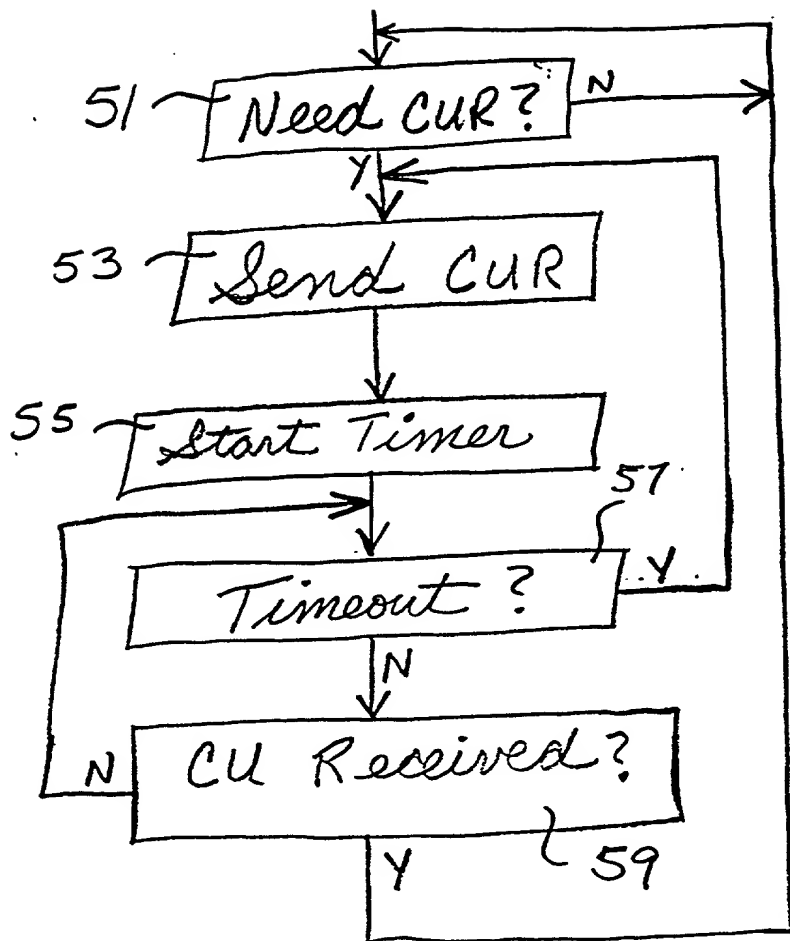 51 Need CUR? N
Y
53 Send CUR
55 Start Timer
57
Timeout? Y
N
N CU Received?
Y 59